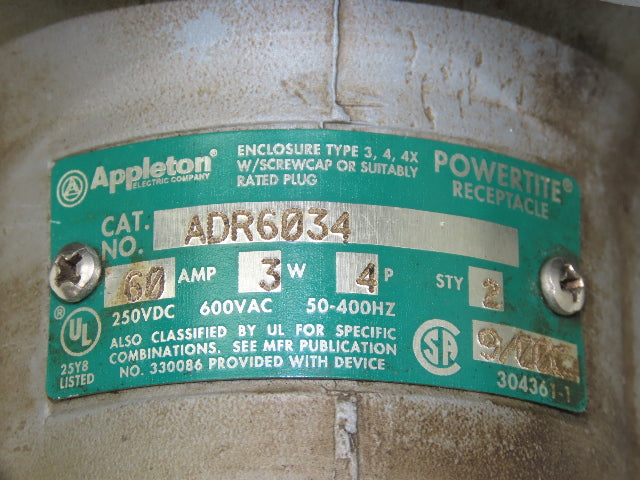 Appleton®
ELECTRIC COMPANY
ENCLOSURE TYPE 3, 4, 4X
W/SCREWCAP OR SUITABLY
RATED PLUG
POWERTITE®
RECEPTACLE
CAT.
NO. ADR6034
60 AMP 3 W 4 P STY 2
250VDC 600VAC 50-400HZ
® UL
25Y8
LISTED
ALSO CLASSIFIED BY UL FOR SPECIFIC
COMBINATIONS. SEE MFR PUBLICATION
NO. 330086 PROVIDED WITH DEVICE
SA
304361-1